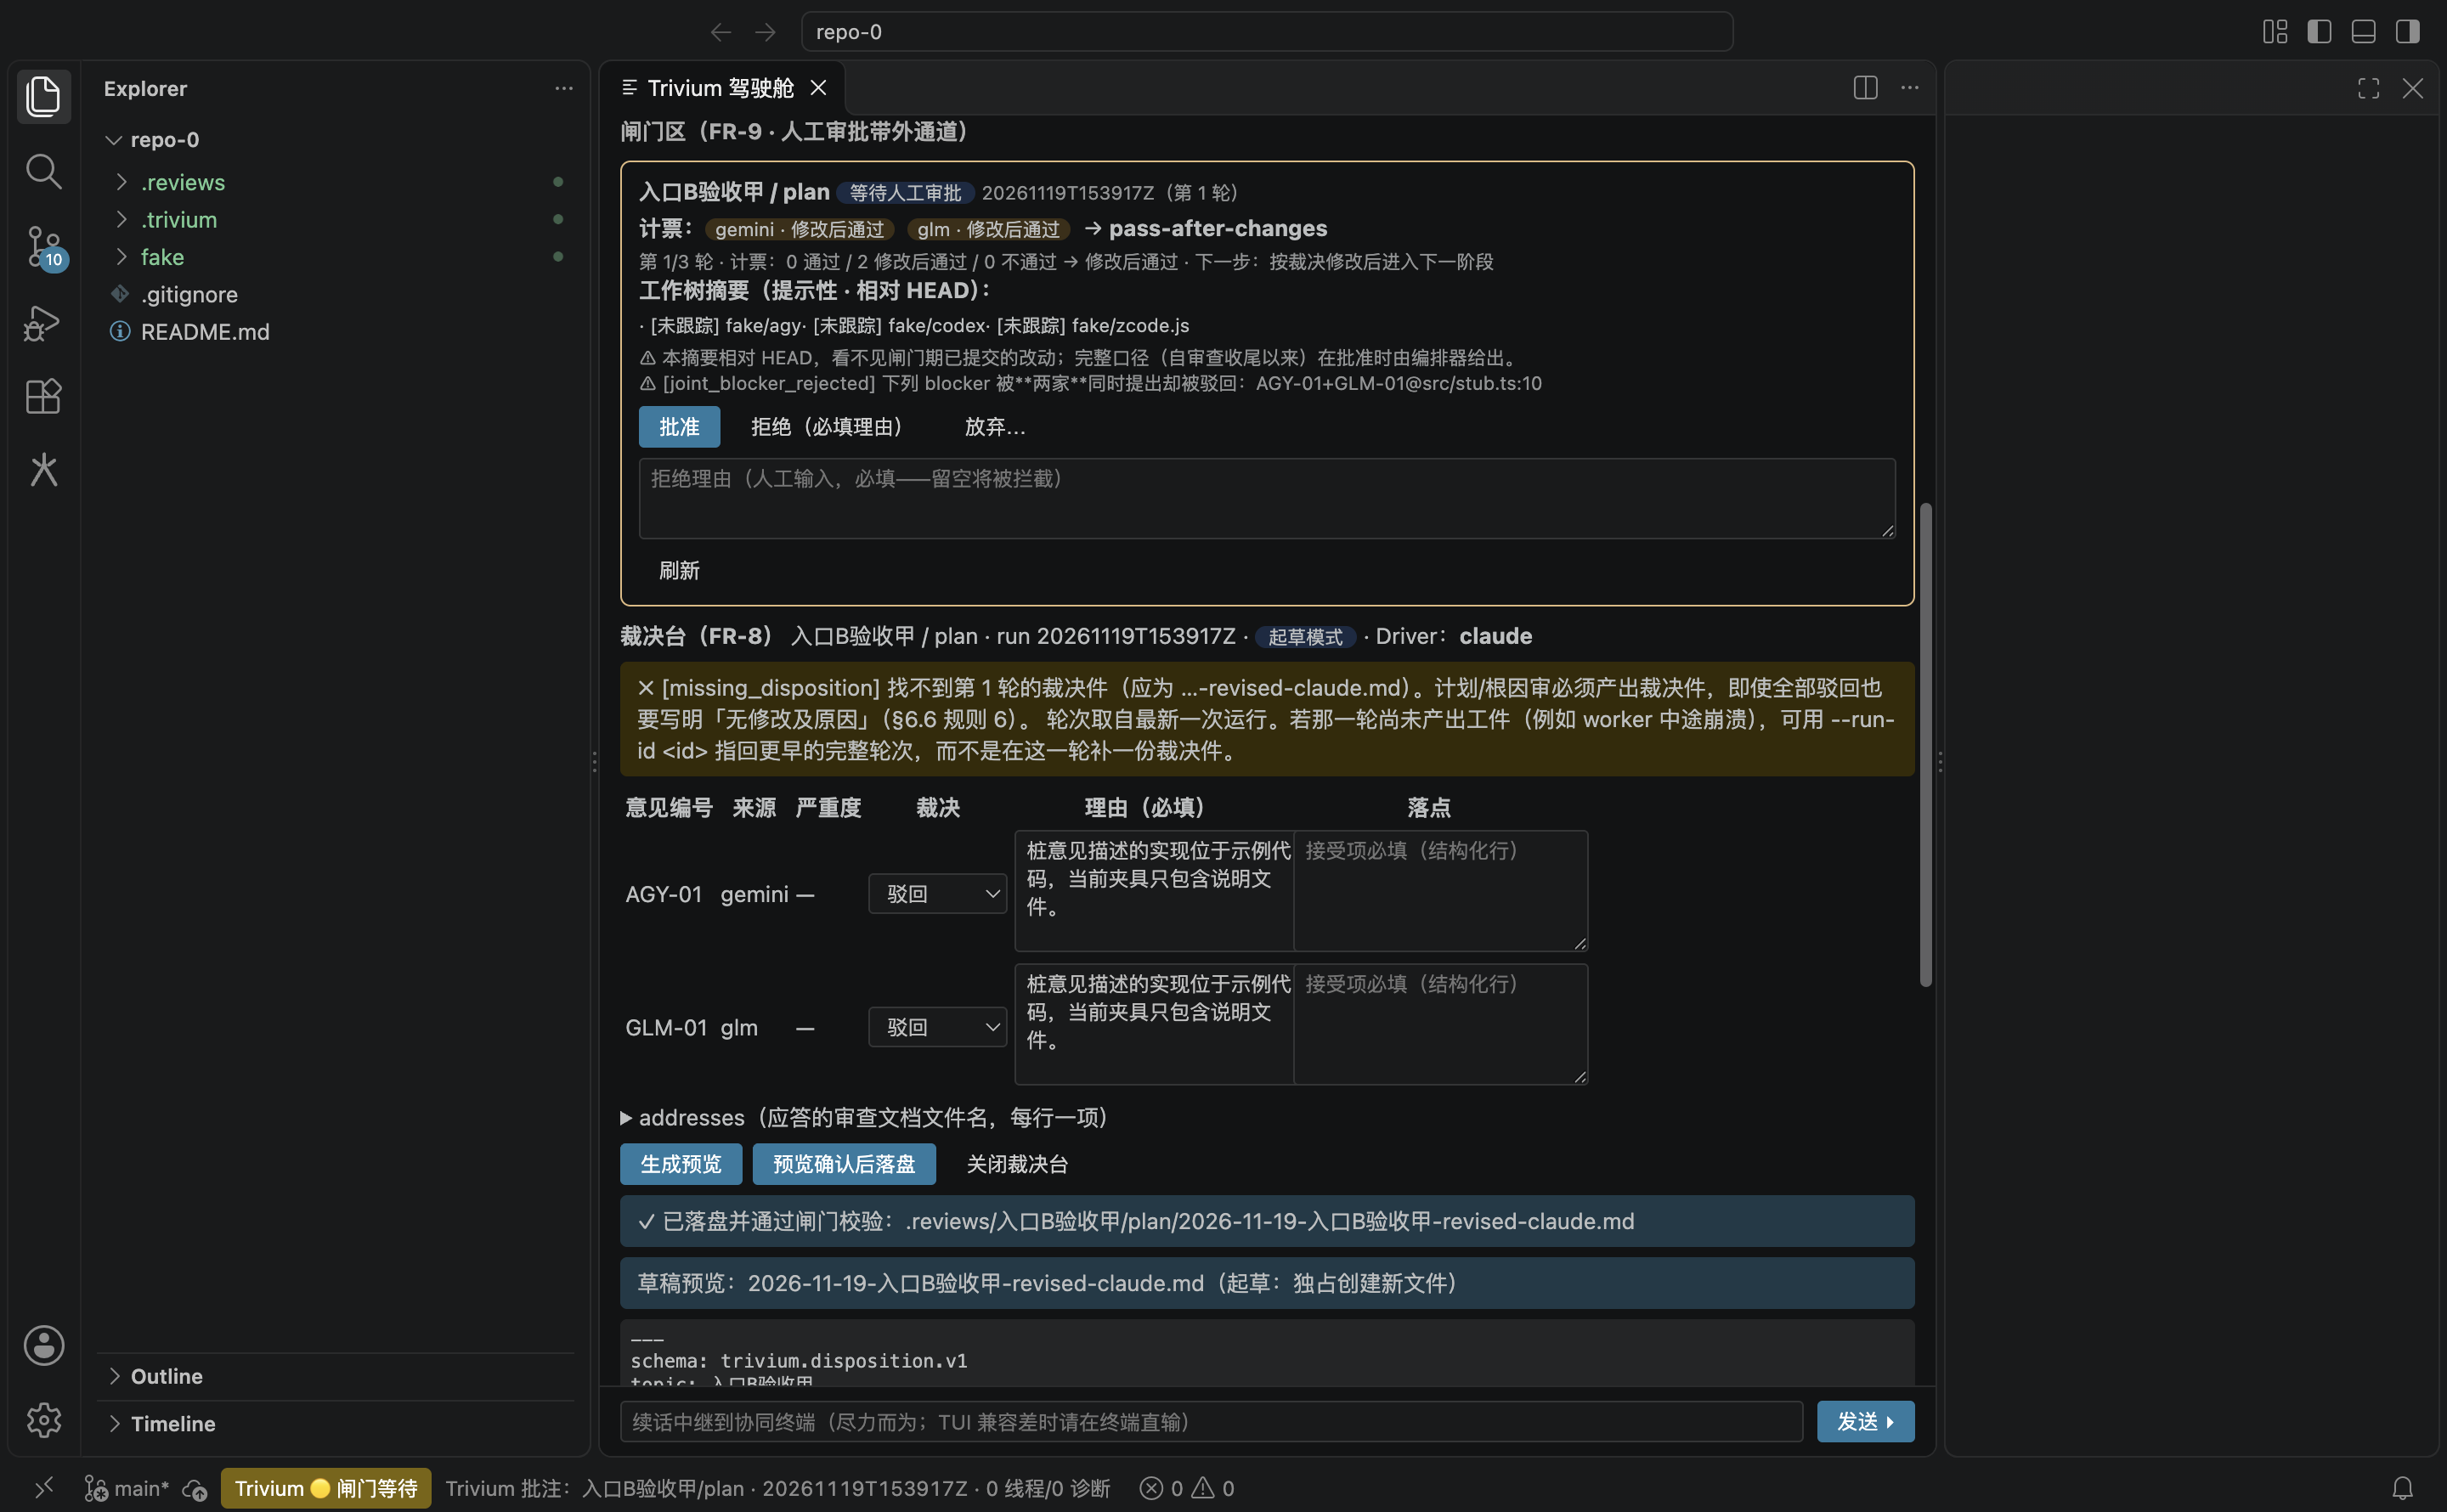 repo-0
Explorer
repo-0
.reviews
.trivium
fake
.gitignore
README.md
10
Outline
Timeline
Trivium 驾驶舱
闸门区（FR-9 · 人工审批带外通道）
入口B验收甲 / plan 等待人工审批 20261119T153917Z（第 1 轮）
计票： gemini · 修改后通过 glm · 修改后通过 → pass-after-changes
第 1/3 轮 · 计票：0 通过 / 2 修改后通过 / 0 不通过 → 修改后通过 · 下一步：按裁决修改后进入下一阶段
工作树摘要（提示性 · 相对 HEAD）：
· [未跟踪] fake/agy· [未跟踪] fake/codex· [未跟踪] fake/zcode.js
⚠ 本摘要相对 HEAD，看不见闸门期已提交的改动；完整口径（自审查收尾以来）在批准时由编排器给出。
⚠ [joint_blocker_rejected] 下列 blocker 被**两家**同时提出却被驳回：AGY-01+GLM-01@src/stub.ts:10
批准 拒绝（必填理由） 放弃…
拒绝理由（人工输入，必填——留空将被拦截）
刷新
裁决台（FR-8） 入口B验收甲 / plan · run 20261119T153917Z · 起草模式 · Driver：claude
✕ [missing_disposition] 找不到第 1 轮的裁决件（应为 …-revised-claude.md）。计划/根因审必须产出裁决件，即使全部驳回也
要写明「无修改及原因」（§6.6 规则 6）。 轮次取自最新一次运行。若那一轮尚未产出工件（例如 worker 中途崩溃），可用 --run-
id <id> 指回更早的完整轮次，而不是在这一轮补一份裁决件。
意见编号 来源 严重度 裁决 理由（必填） 落点
AGY-01 gemini — 驳回
桩意见描述的实现位于示例代
码，当前夹具只包含说明文
件。
接受项必填（结构化行）
GLM-01 glm — 驳回
桩意见描述的实现位于示例代
码，当前夹具只包含说明文
件。
接受项必填（结构化行）
▶ addresses（应答的审查文档文件名，每行一项）
生成预览 预览确认后落盘 关闭裁决台
✓ 已落盘并通过闸门校验：.reviews/入口B验收甲/plan/2026-11-19-入口B验收甲-revised-claude.md
草稿预览：2026-11-19-入口B验收甲-revised-claude.md（起草：独占创建新文件）
---
schema: trivium.disposition.v1
topic: 入口B验收甲
续话中继到协同终端（尽力而为；TUI 兼容差时请在终端直输）
发送
main* Trivium 🟡 闸门等待 Trivium 批注：入口B验收甲/plan · 20261119T153917Z · 0 线程/0 诊断 0 0